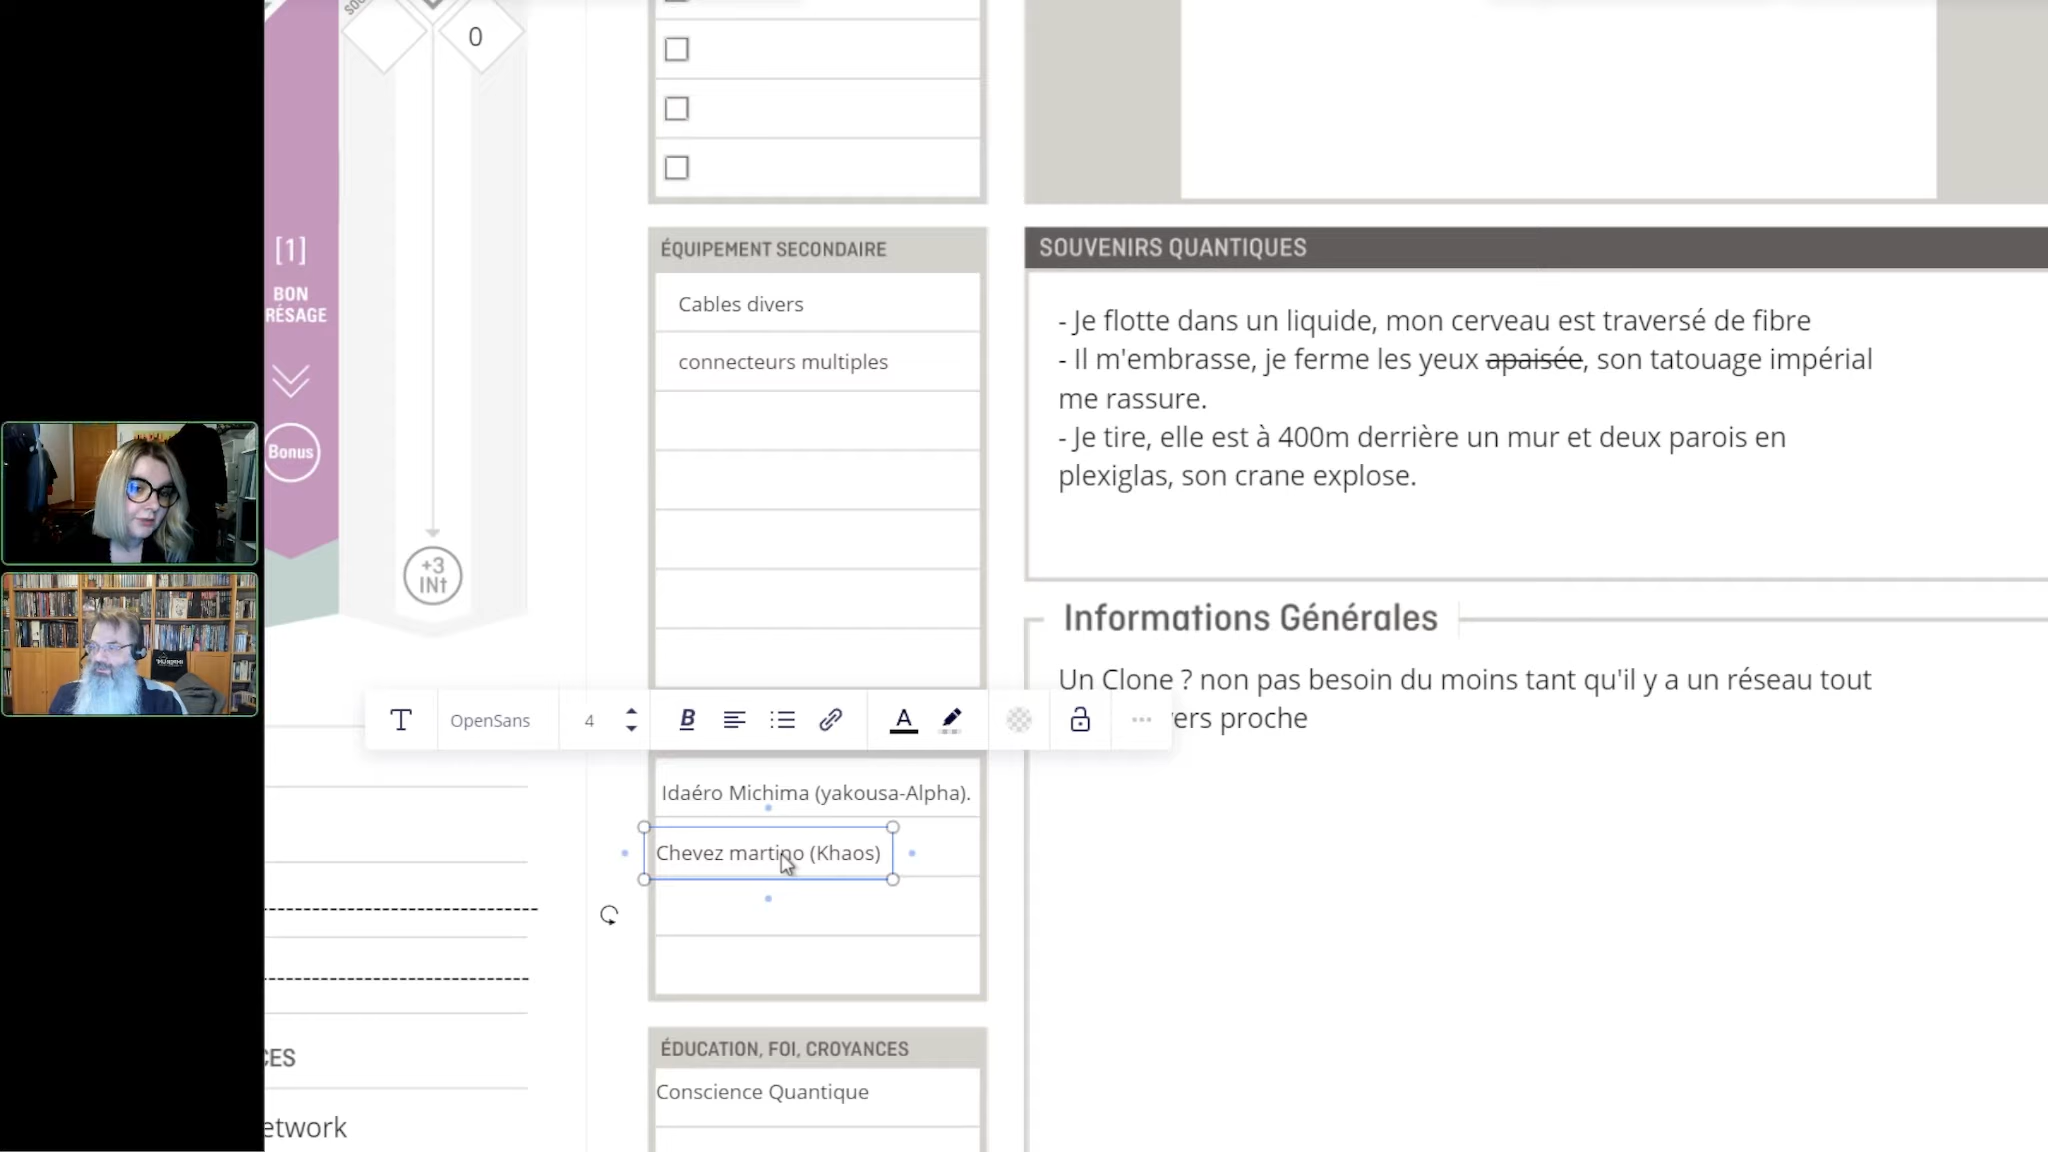 0
[1]
BON
RÉSAGE
Bonus
+3
INt
ÉQUIPEMENT SECONDAIRE
Cables divers
connecteurs multiples
SOUVENIRS QUANTIQUES
- Je flotte dans un liquide, mon cerveau est traversé de fibre
- Il m'embrasse, je ferme les yeux apaisée, son tatouage impérial
me rassure.
- Je tire, elle est à 400m derrière un mur et deux parois en
plexiglas, son crane explose.
Informations Générales
Un Clone ? non pas besoin du moins tant qu'il y a un réseau tout
vers proche
OpenSans
4
B
A
Idaéro Michima (yakousa-Alpha).
Chevez martino (Khaos)
ÉDUCATION, FOI, CROYANCES
Conscience Quantique
CES
etwork